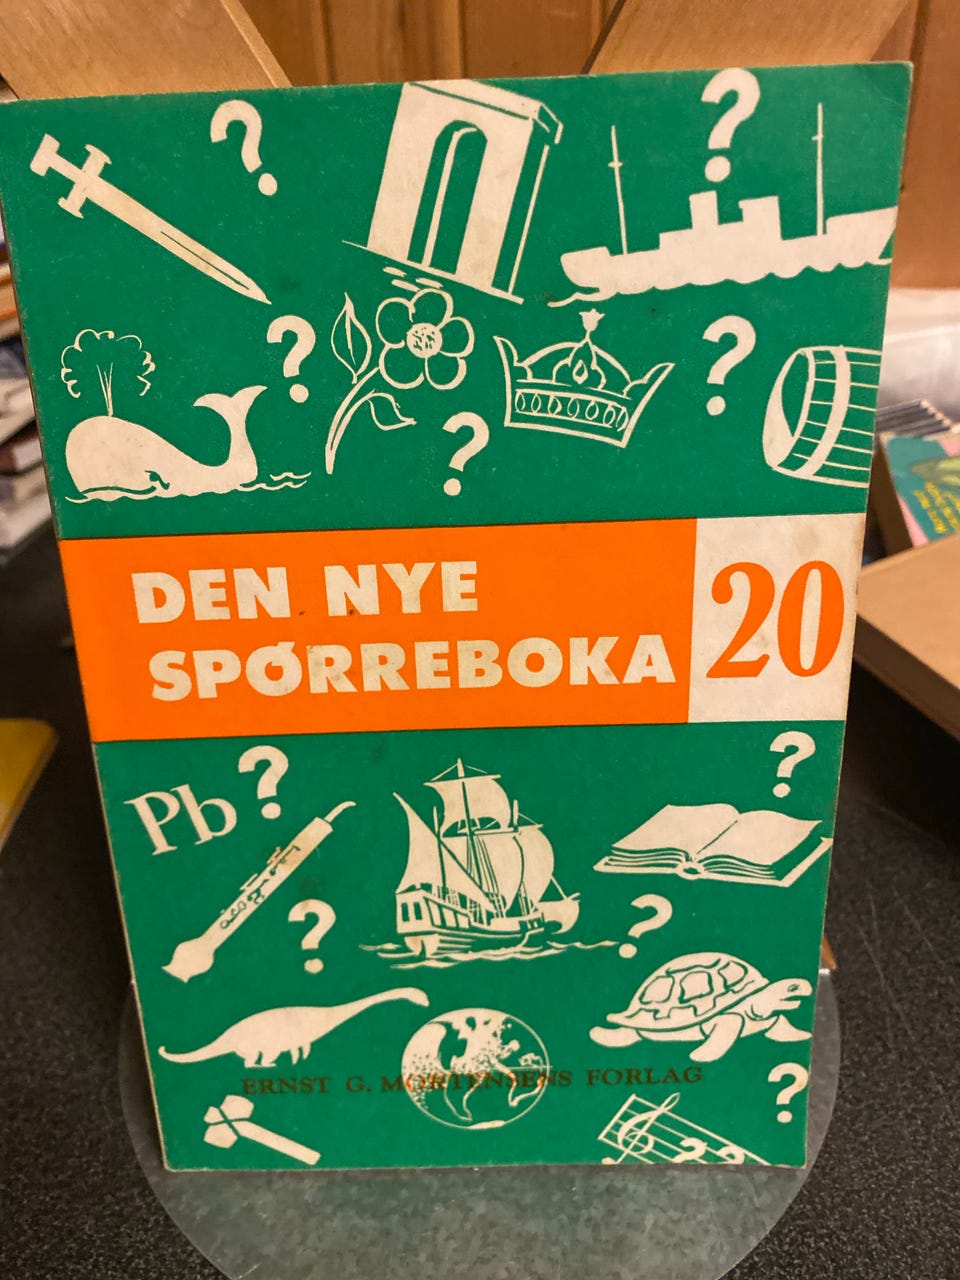 DEN NYE
SPØRREBOKA
20
Pb
ERNST G. MORTENSENS FORLAG